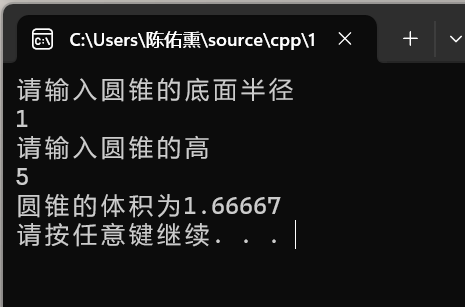 C:\Users\陈佑熏\source\cpp\1
请输入圆锥的底面半径
1
请输入圆锥的高
5
圆锥的体积为1.66667
请按任意键继续. . .